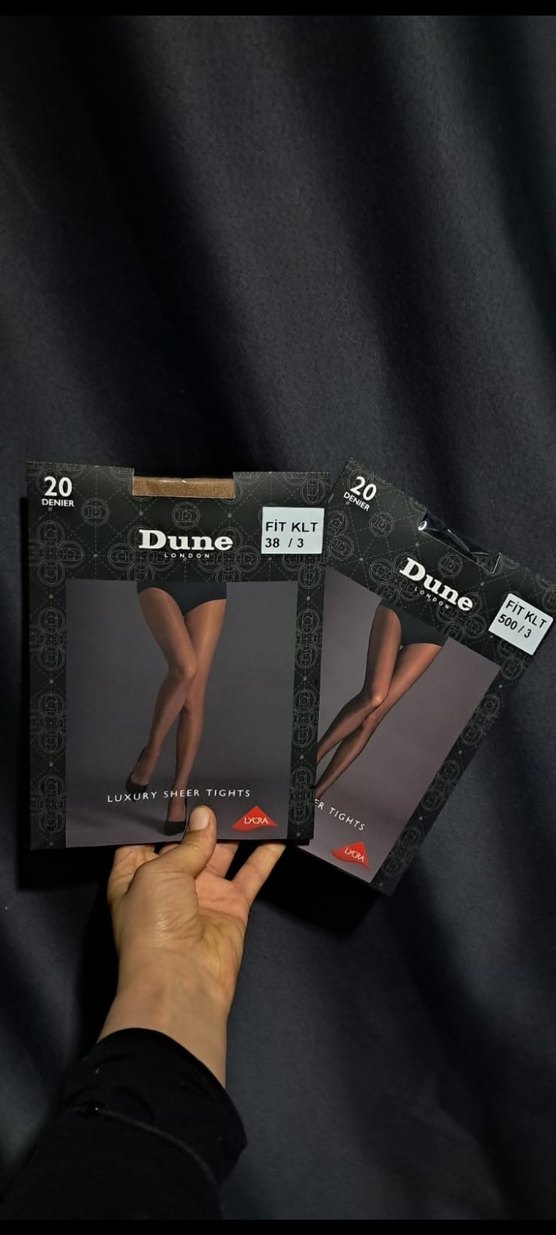 20
DENIER
Dune
LONDON
FİT KLT
38 / 3
LUXURY SHEER TIGHTS
LYCRA
20
DENIER
Dune
LONDON
FİT KLT
500 / 3
ER TIGHTS
LYCRA